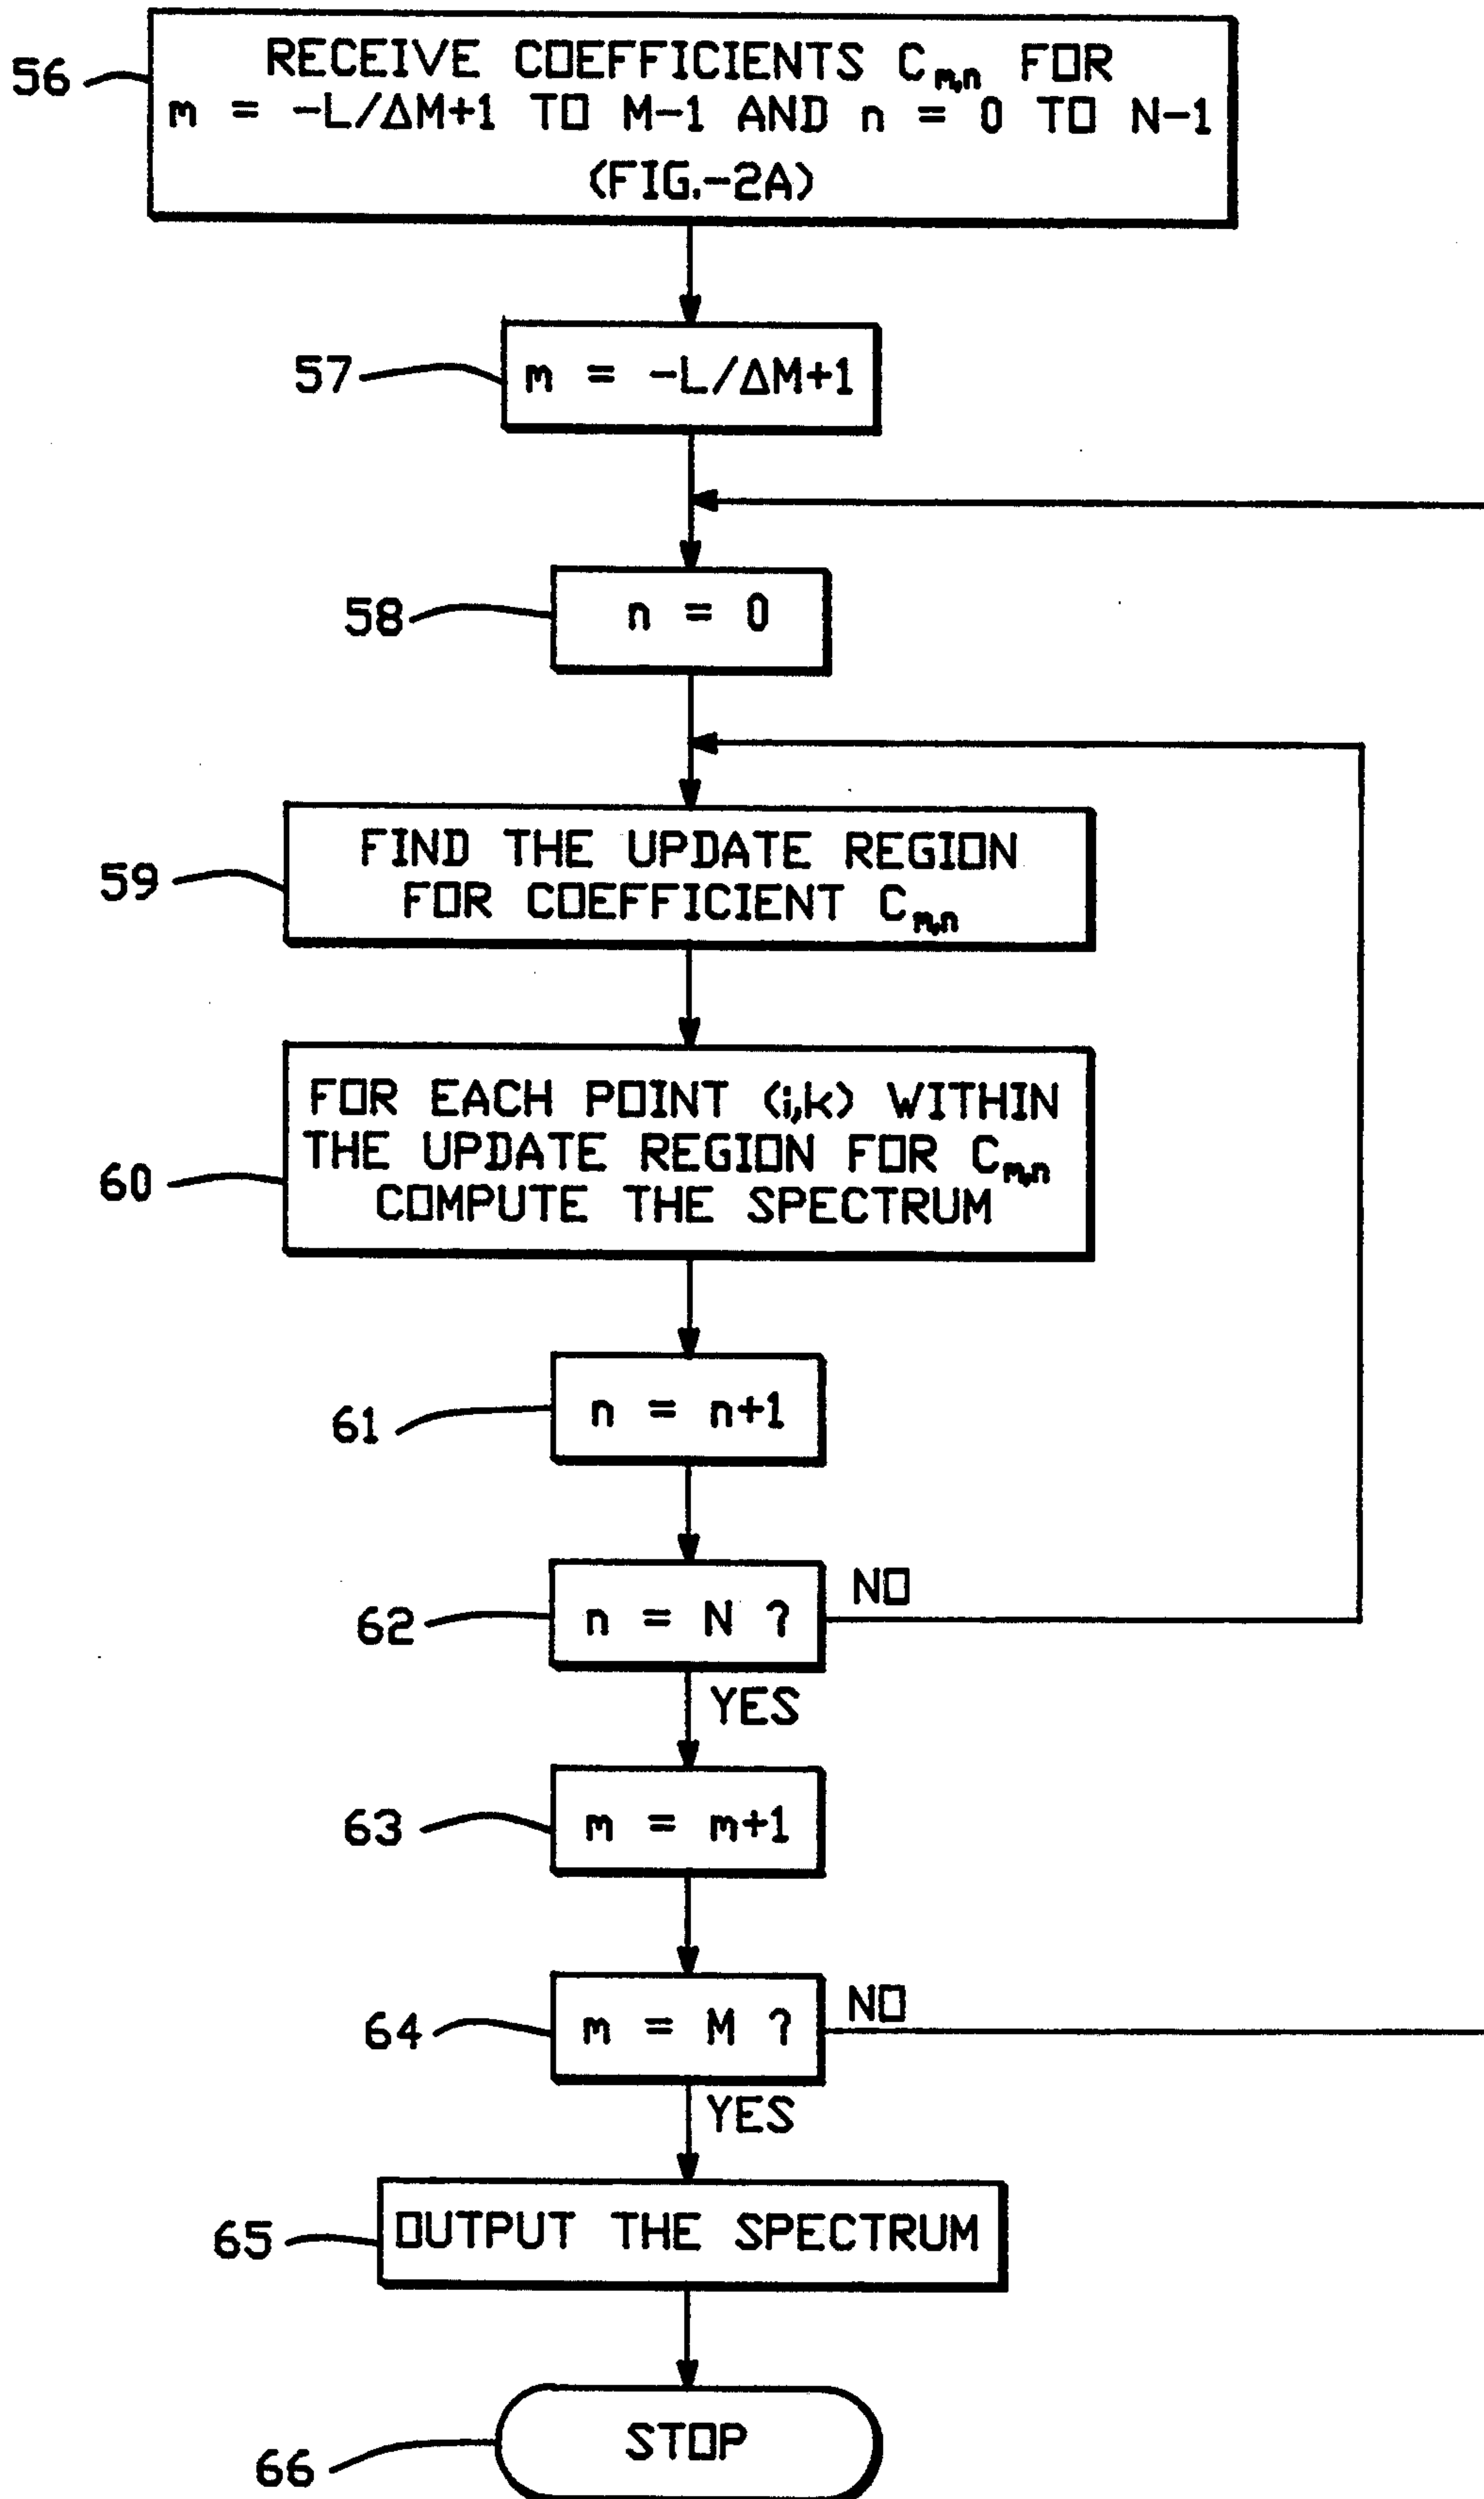 56
RECEIVE COEFFICIENTS Cm,n FOR
m = -L/ΔM+1 TO M-1 AND n = 0 TO N-1
(FIG.-2A)
57
m = -L/ΔM+1
58
n = 0
59
FIND THE UPDATE REGION
FOR COEFFICIENT Cm,n
60
FOR EACH POINT (i,k) WITHIN
THE UPDATE REGION FOR Cm,n
COMPUTE THE SPECTRUM
61
n = n+1
62
n = N ?
NO
YES
63
m = m+1
64
m = M ?
NO
YES
65
OUTPUT THE SPECTRUM
66
STOP